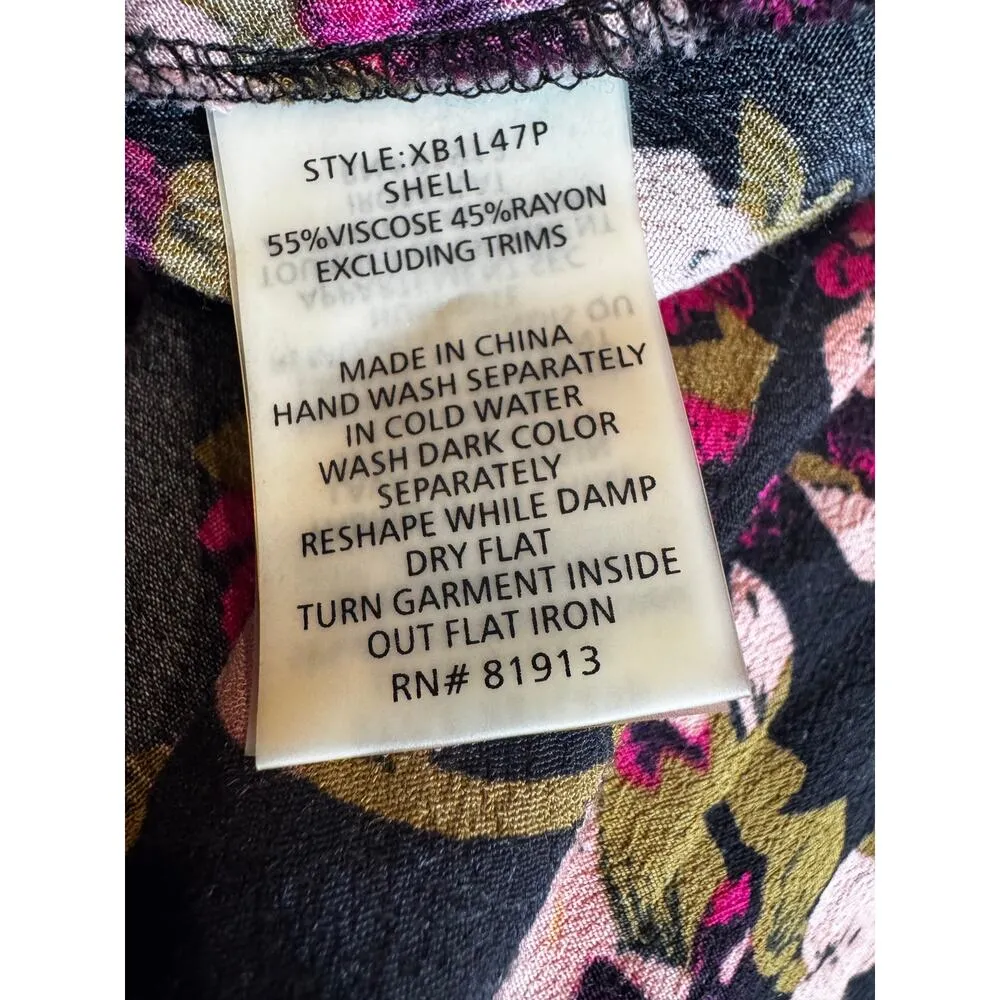 STYLE:XB1L47P
SHELL
55%VISCOSE 45%RAYON
EXCLUDING TRIMS
MADE IN CHINA
HAND WASH SEPARATELY
IN COLD WATER
WASH DARK COLOR
SEPARATELY
RESHAPE WHILE DAMP
DRY FLAT
TURN GARMENT INSIDE
OUT FLAT IRON
RN# 81913